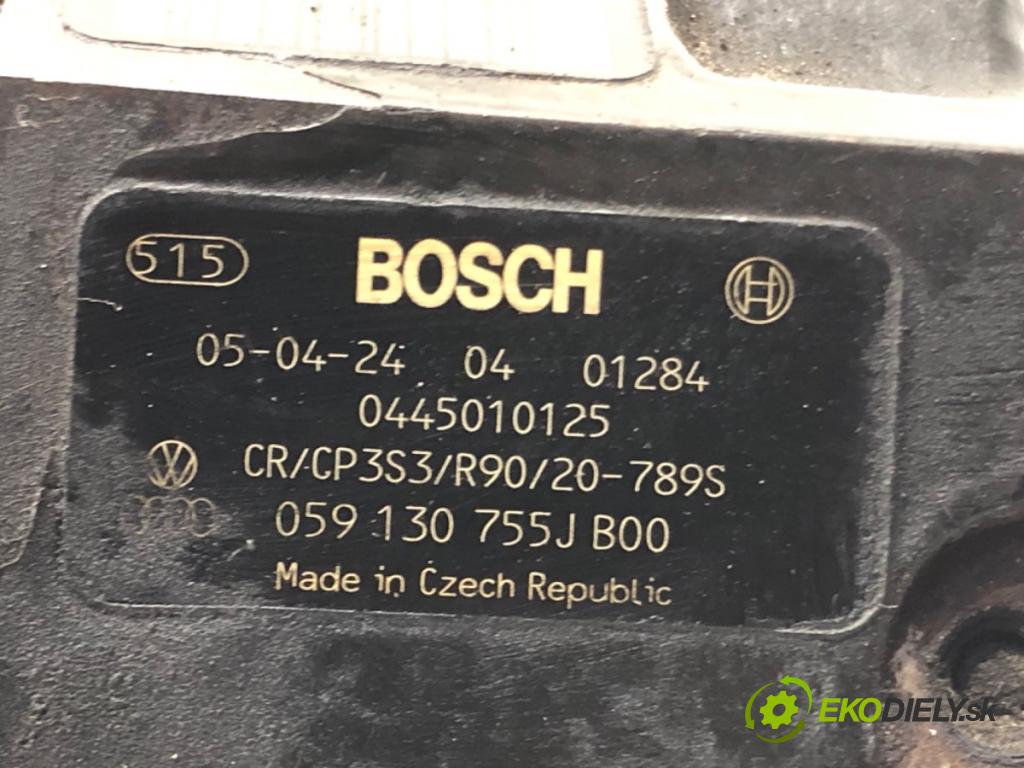 515 BOSCH
05-04-24 04 01284
0445010125
CR/CP3S3/R90/20-789S
059 130 755J B00
Made in Czech Republic
EKODIELY.sk